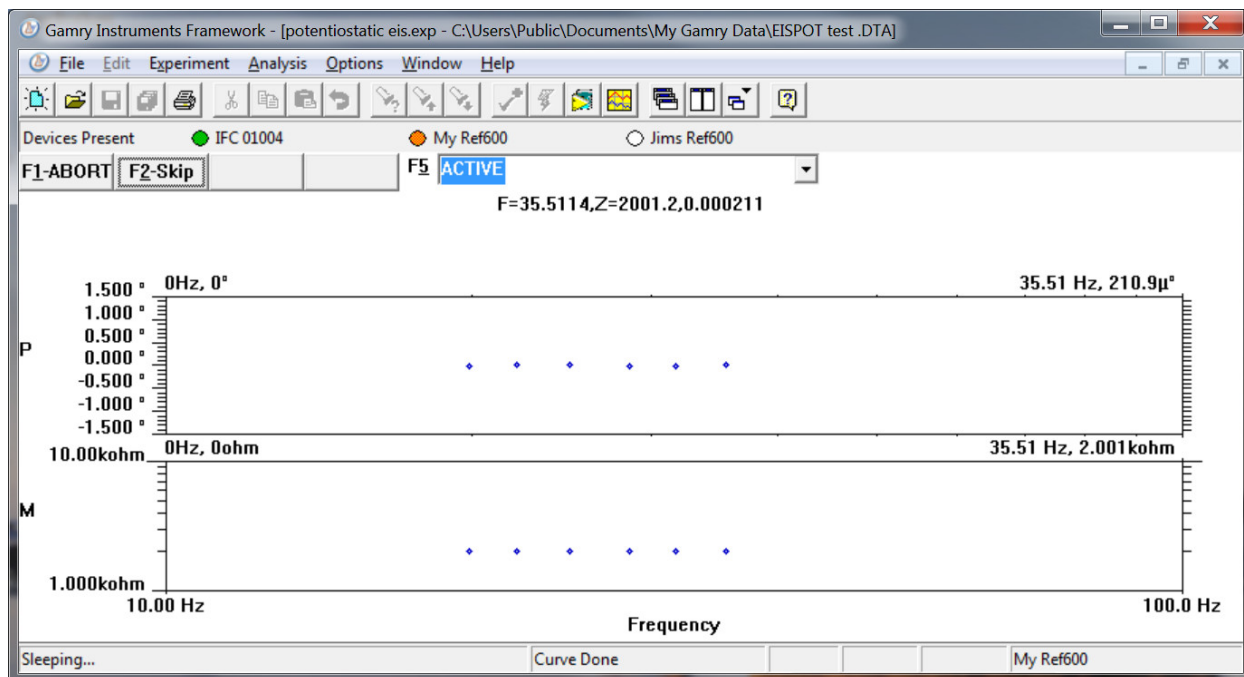 Gamry Instruments Framework - [potentiostatic eis.exp - C:\Users\Public\Documents\My Gamry Data\EISPOT test .DTA]
File Edit Experiment Analysis Options Window Help
Devices Present IFC 01004 My Ref600 Jims Ref600
F1-ABORT F2-Skip F5 ACTIVE
F=35.5114,Z=2001.2,0.000211
0Hz, 0° 35.51 Hz, 210.9µ°
1.500 °
1.000 °
0.500 °
P
0.000 °
-0.500 °
-1.000 °
-1.500 °
0Hz, 0ohm 35.51 Hz, 2.001kohm
10.00kohm
M
1.000kohm
10.00 Hz 100.0 Hz
Frequency
Sleeping... Curve Done My Ref600